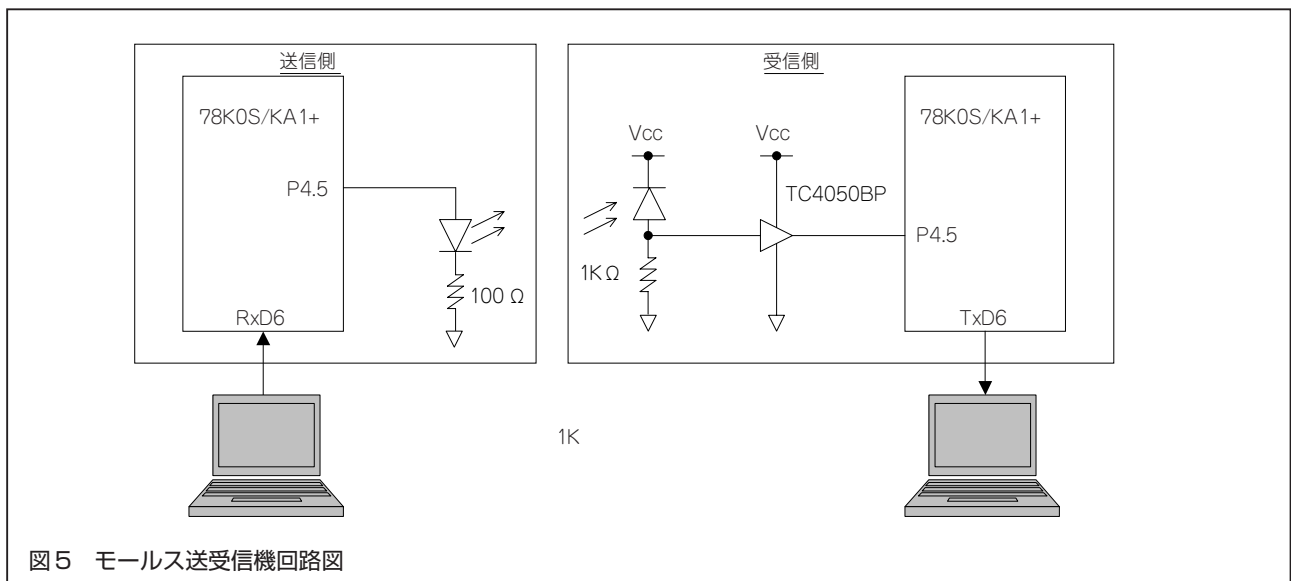 送信側
78K0S/KA1+
P4.5
100 Ω
RxD6
受信側
78K0S/KA1+
Vcc
Vcc
TC4050BP
P4.5
1KΩ
TxD6
1K
図5 モールス送受信機回路図